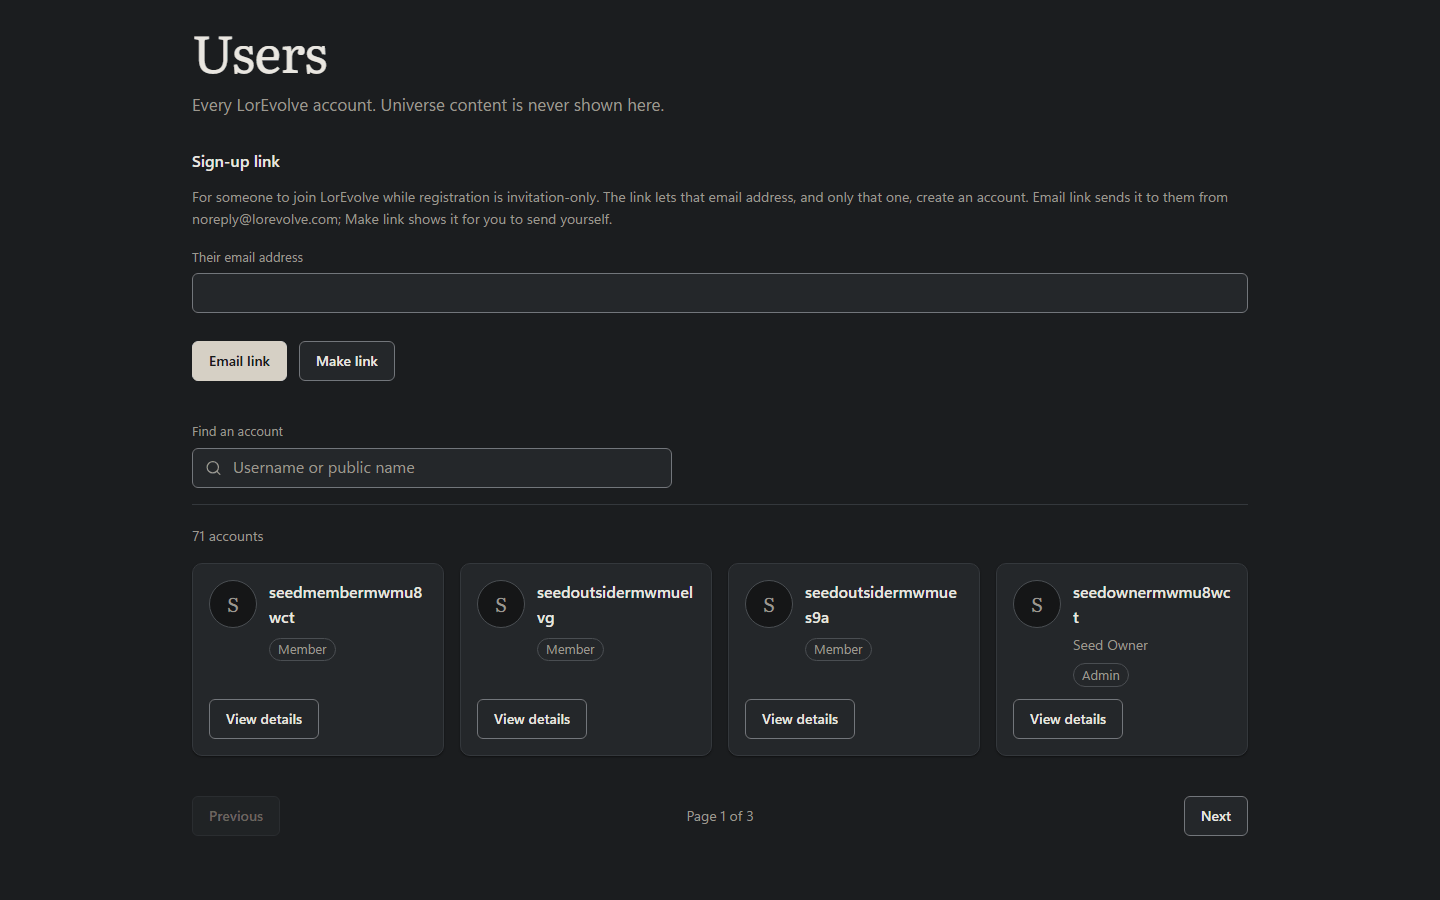 Users
Every LorEvolve account. Universe content is never shown here.
Sign-up link
For someone to join LorEvolve while registration is invitation-only. The link lets that email address, and only that one, create an account. Email link sends it to them from
noreply@lorevolve.com; Make link shows it for you to send yourself.
Their email address
Email link
Make link
Find an account
Username or public name
71 accounts
S
seedmembermwmu8
wct
Member
View details
S
seedoutsidermwmuel
vg
Member
View details
S
seedoutsidermwmue
s9a
Member
View details
S
seedownermwmu8wc
t
Seed Owner
Admin
View details
Previous
Page 1 of 3
Next